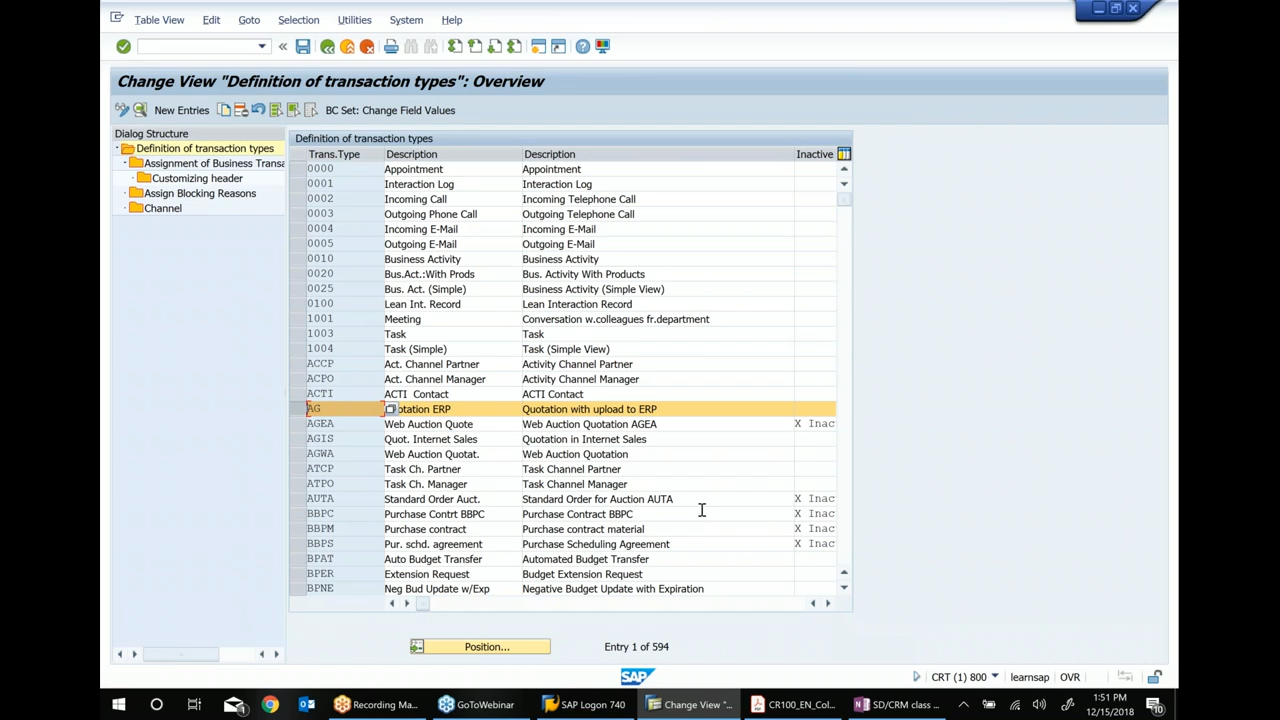 Table View Edit Goto Selection Utilities System Help
Change View "Definition of transaction types": Overview
New Entries BC Set: Change Field Values
Dialog Structure
Definition of transaction types
Assignment of Business Transa
Customizing header
Assign Blocking Reasons
Channel
Definition of transaction types
Trans.Type Description Description Inactive
0000 Appointment Appointment
0001 Interaction Log Interaction Log
0002 Incoming Call Incoming Telephone Call
0003 Outgoing Phone Call Outgoing Telephone Call
0004 Incoming E-Mail Incoming E-Mail
0005 Outgoing E-Mail Outgoing E-Mail
0010 Business Activity Business Activity
0020 Bus.Act.:With Prods Bus. Activity With Products
0025 Bus. Act. (Simple) Business Activity (Simple View)
0100 Lean Int. Record Lean Interaction Record
1001 Meeting Conversation w.colleagues fr.department
1003 Task Task
1004 Task (Simple) Task (Simple View)
ACCP Act. Channel Partner Activity Channel Partner
ACPO Act. Channel Manager Activity Channel Manager
ACTI ACTI Contact ACTI Contact
AG otation ERP Quotation with upload to ERP
AGEA Web Auction Quote Web Auction Quotation AGEA X Inac
AGIS Quot. Internet Sales Quotation in Internet Sales
AGWA Web Auction Quotat. Web Auction Quotation
ATCP Task Ch. Partner Task Channel Partner
ATPO Task Ch. Manager Task Channel Manager
AUTA Standard Order Auct. Standard Order for Auction AUTA X Inac
BBPC Purchase Contrt BBPC Purchase Contract BBPC X Inac
BBPM Purchase contract Purchase contract material X Inac
BBPS Pur. schd. agreement Purchase Scheduling Agreement X Inac
BPAT Auto Budget Transfer Automated Budget Transfer
BPER Extension Request Budget Extension Request
BPNE Neg Bud Update w/Exp Negative Budget Update with Expiration
Position... Entry 1 of 594
SAP
CRT (1) 800 learnsap OVR
Recording Ma... GoToWebinar SAP Logon 740 Change View "... CR100_EN_Col... SD/CRM class ... 1:51 PM
12/15/2018 10